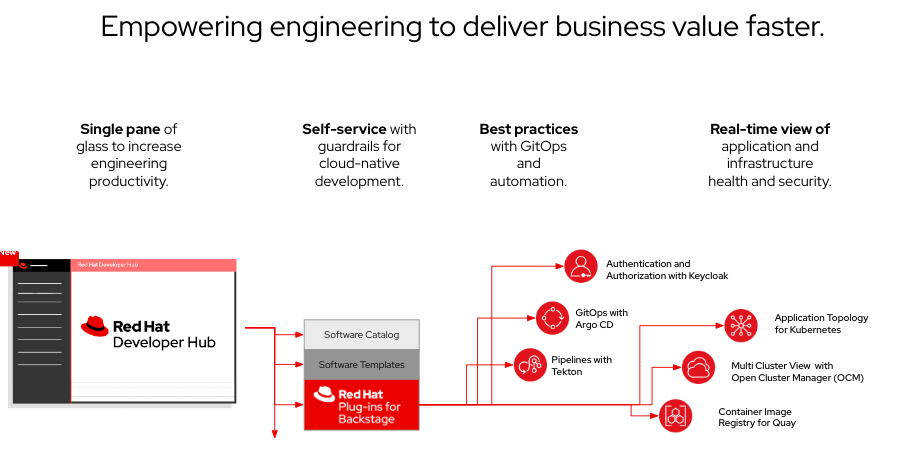 Empowering engineering to deliver business value faster.
Single pane of
glass to increase
engineering
productivity.
Self-service with
guardrails for
cloud-native
development.
Best practices
with GitOps
and
automation.
Real-time view of
application and
infrastructure
health and security.
New
Red Hat Developer Hub
Red Hat
Developer Hub
Software Catalog
Software Templates
Red Hat
Plug-ins for
Backstage
Authentication and
Authorization with Keycloak
GitOps with
Argo CD
Pipelines with
Tekton
Application Topology
for Kubernetes
Multi Cluster View with
Open Cluster Manager (OCM)
Container Image
Registry for Quay